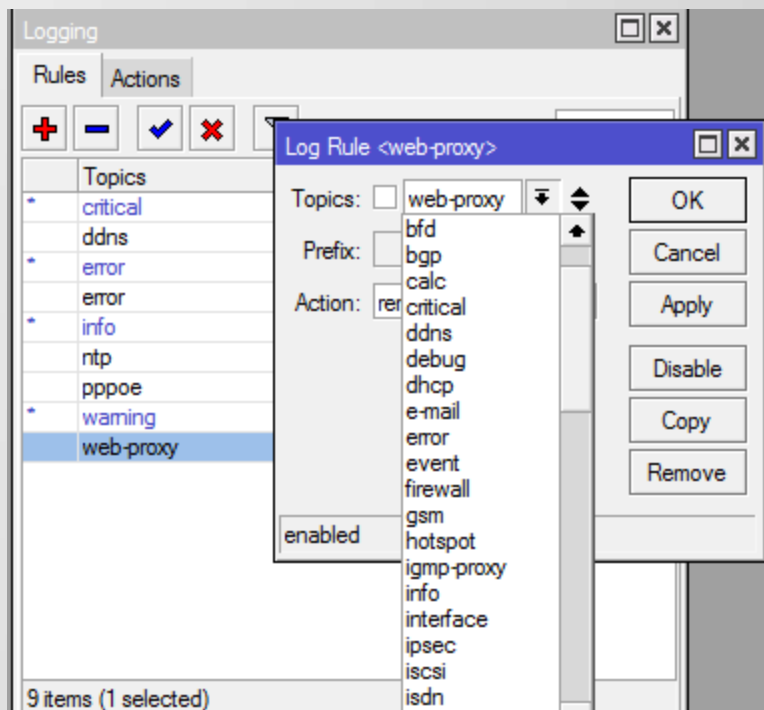 Logging
Rules
Actions
Topics
* critical
ddns
* error
error
* info
ntp
pppoe
* warning
web-proxy
9 items (1 selected)
Log Rule <web-proxy>
Topics: web-proxy
Prefix:
Action:
bfd
bgp
calc
critical
ddns
debug
dhcp
e-mail
error
event
firewall
gsm
hotspot
igmp-proxy
info
interface
ipsec
iscsi
isdn
enabled
OK
Cancel
Apply
Disable
Copy
Remove